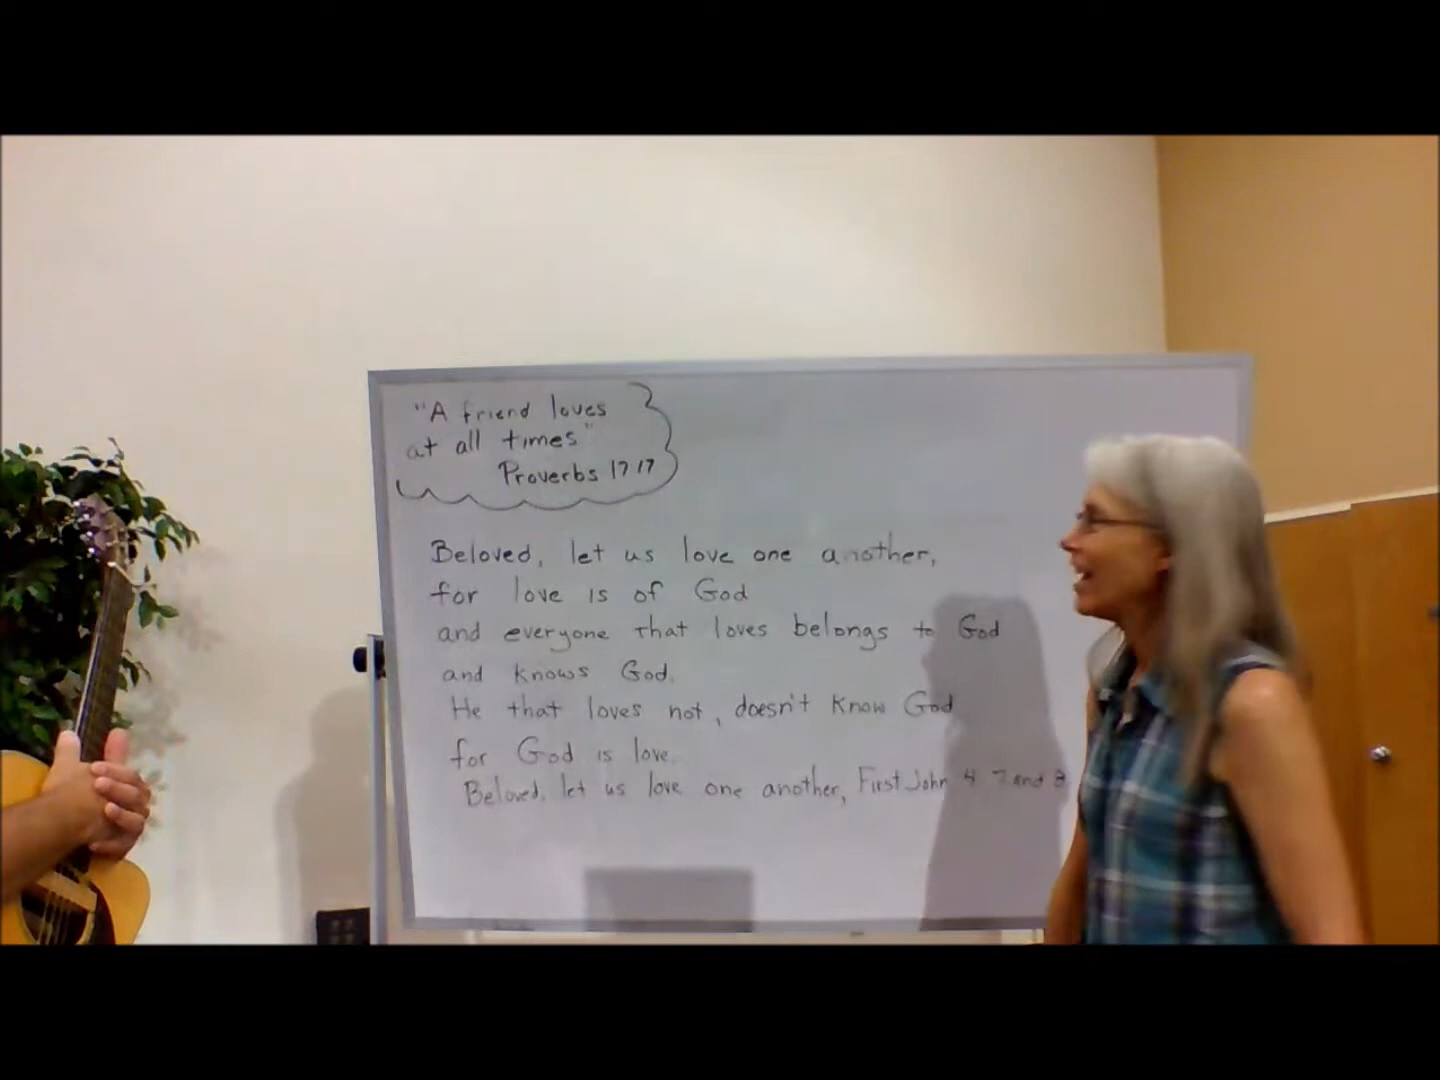 "A friend loves
at all times"
Proverbs 17 17
Beloved, let us love one another,
for love is of God
and everyone that loves belongs to God
and knows God.
He that loves not, doesn't know God
for God is love.
Beloved, let us love one another, First John 4 7 and 8